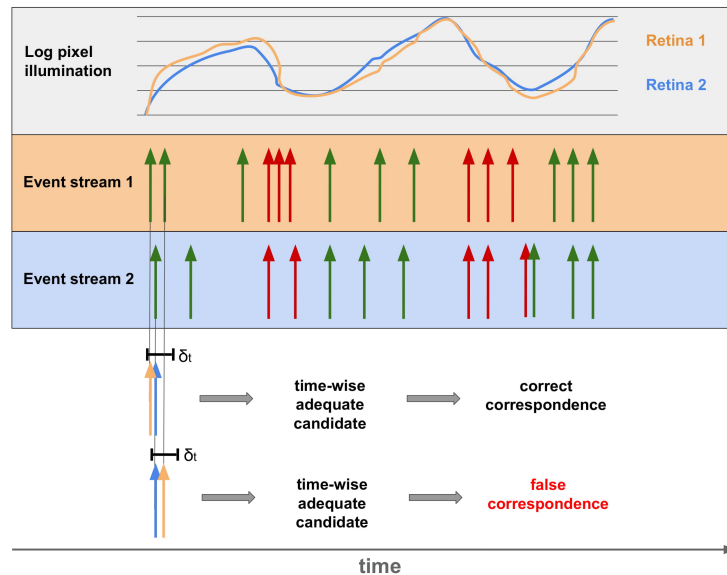 Log pixel
illumination
Retina 1
Retina 2
Event stream 1
Event stream 2
δt
time-wise
adequate
candidate
correct
correspondence
δt
time-wise
adequate
candidate
false
correspondence
time